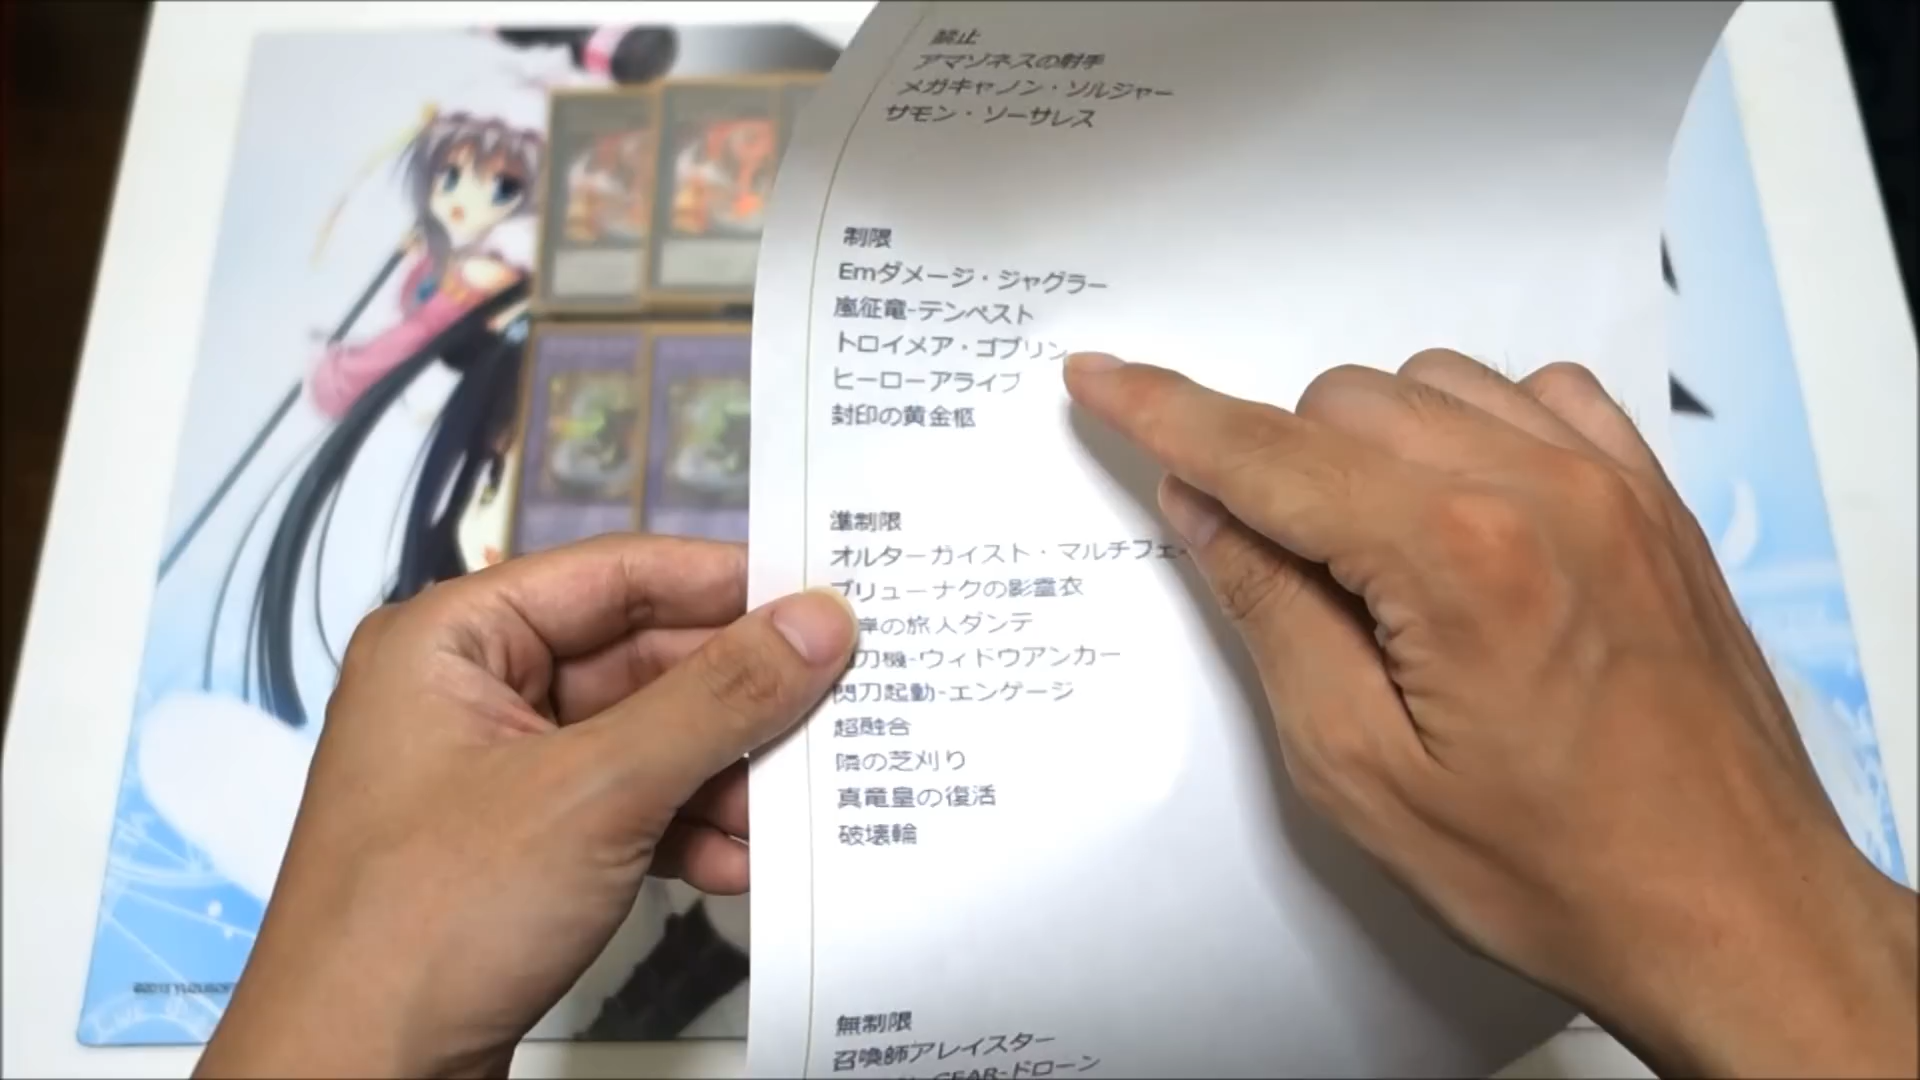 禁止
アマゾネスの射手
メガキャノン・ソルジャー
サモン・ソーサレス
制限
Emダメージ・ジャグラー
嵐征竜-テンペスト
トロイメア・ゴブリン
ヒーローアライブ
封印の黄金櫃
準制限
オルターガイスト・マルチフェ
ブリューナクの影霊衣
岸の旅人ダンテ
刀機-ウィドウアンカー
閃刀起動-エンゲージ
超融合
隣の芝刈り
真竜皇の復活
破壊輪
無制限
召喚師アレイスター
GEAR-ドローン